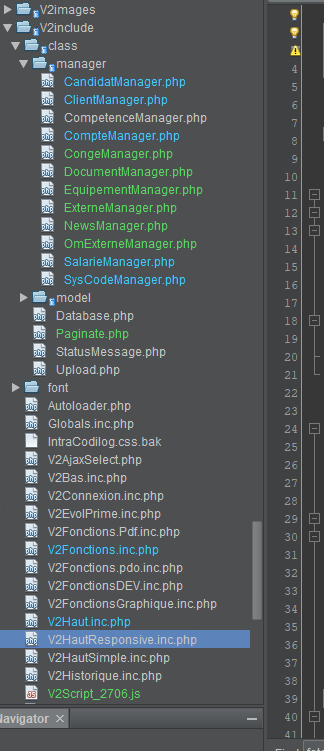 V2images
V2include
class
manager
CandidatManager.php
ClientManager.php
CompetenceManager.php
CompteManager.php
CongeManager.php
DocumentManager.php
EquipementManager.php
ExterneManager.php
NewsManager.php
OmExterneManager.php
SalarieManager.php
SysCodeManager.php
model
Database.php
Paginate.php
StatusMessage.php
Upload.php
font
Autoloader.php
Globals.inc.php
IntraCodilog.css.bak
V2AjaxSelect.php
V2Bas.inc.php
V2Connexion.inc.php
V2EvolPrime.inc.php
V2Fonctions.Pdf.inc.php
V2Fonctions.inc.php
V2Fonctions.pdo.inc.php
V2FonctionsDEV.inc.php
V2FonctionsGraphique.inc.php
V2Haut.inc.php
V2HautResponsive.inc.php
V2HautSimple.inc.php
V2Historique.inc.php
V2Script_2706.js
Navigator
4
5
6
7
8
9
10
11
12
13
14
15
16
17
18
19
20
21
22
23
24
25
26
27
28
29
30
31
32
33
34
35
36
37
38
39
40
41